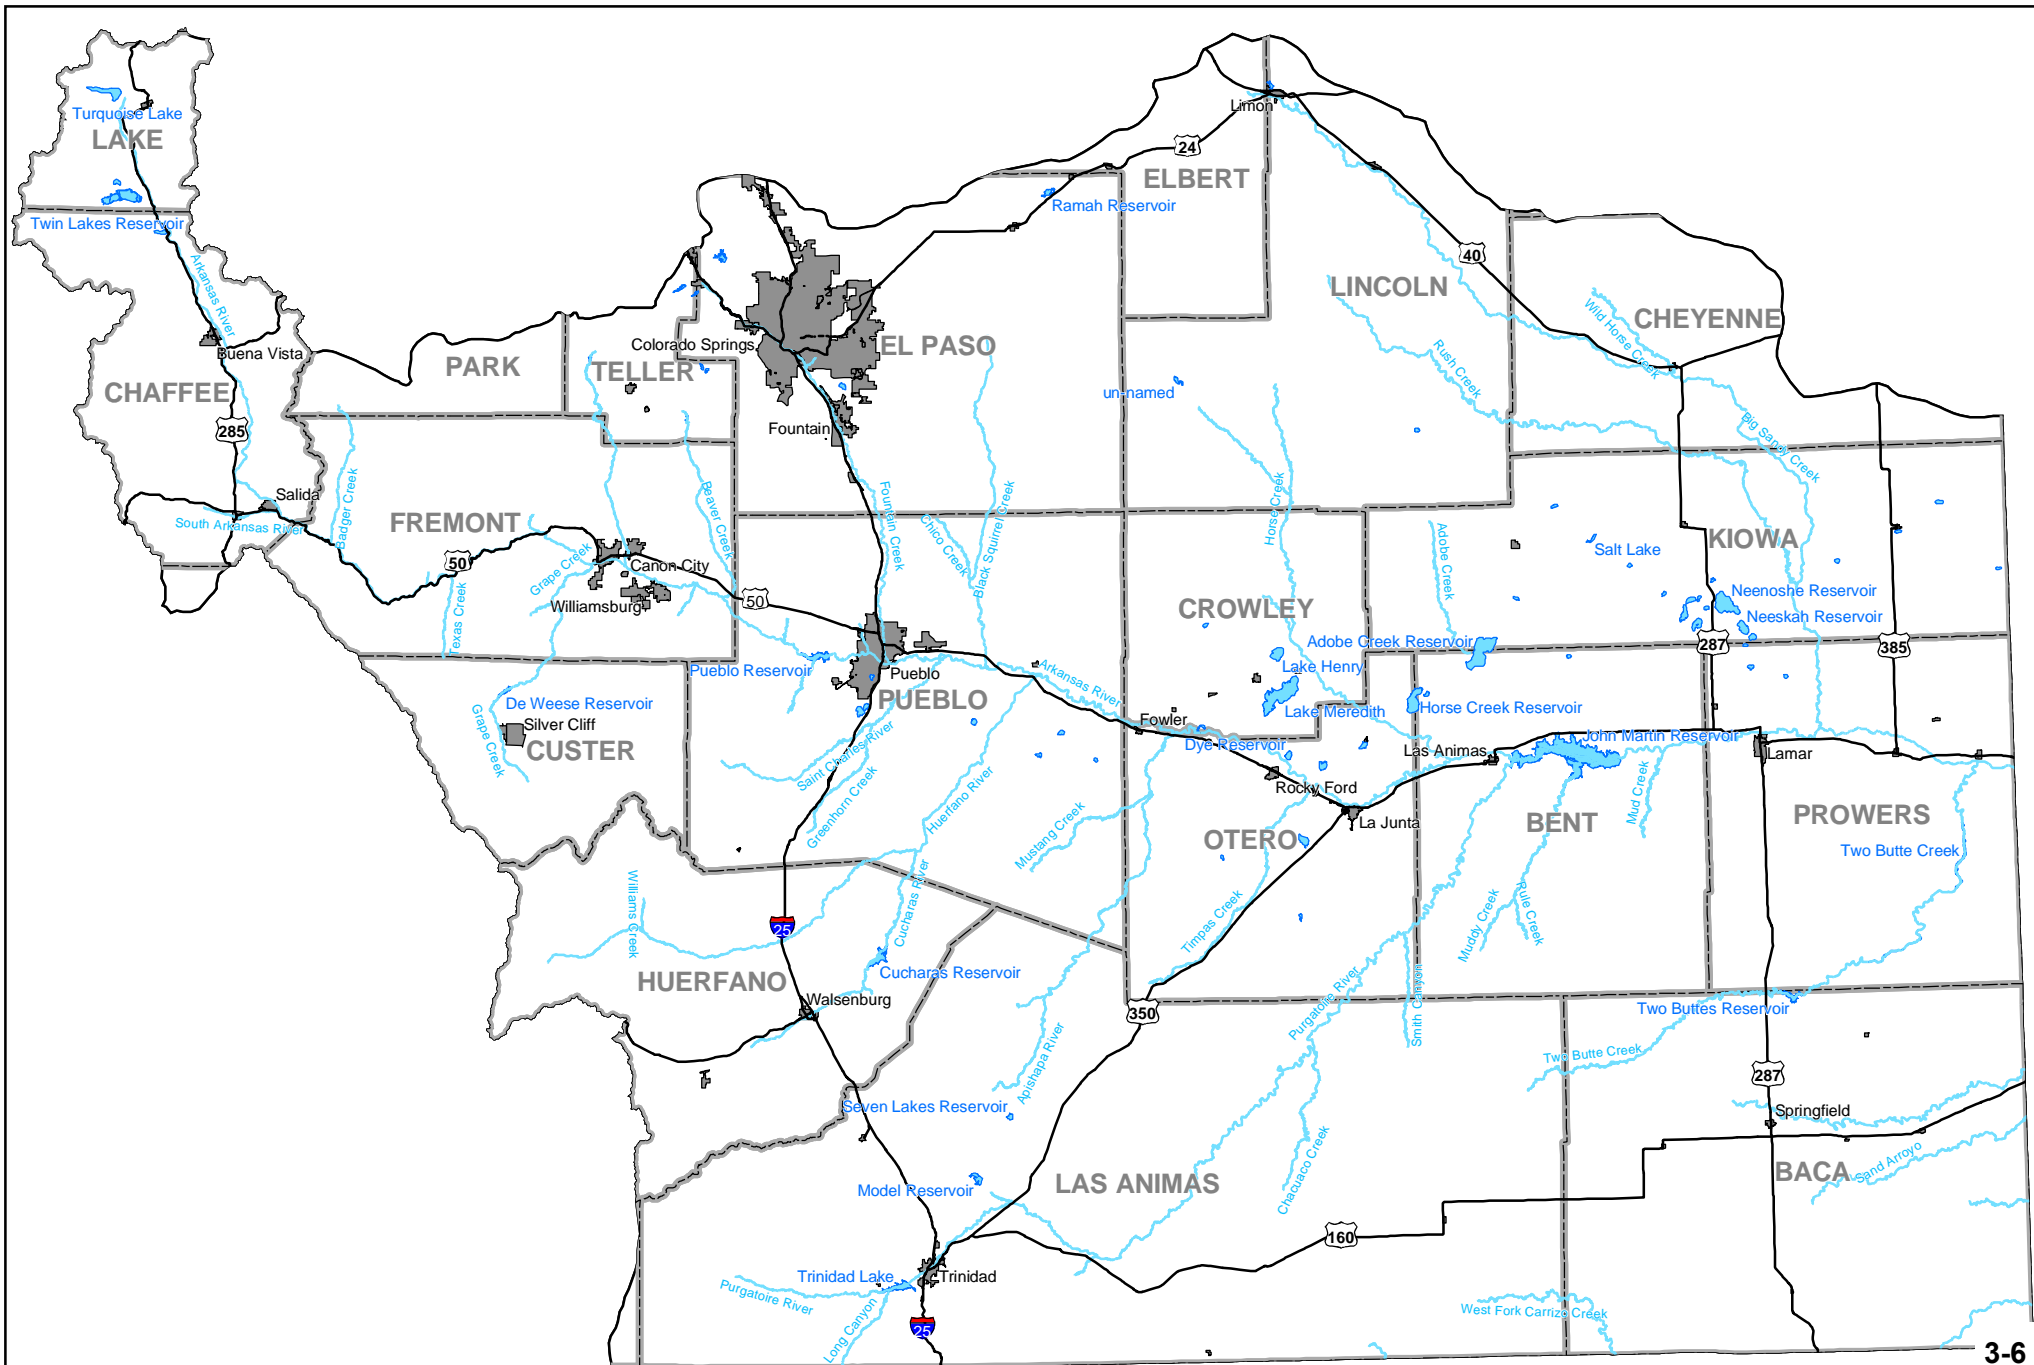 Turquoise Lake
LAKE
Twin Lakes Reservoir
Arkansas River
Buena Vista
CHAFFEE
285
Salida
South Arkansas River
Limon
24
ELBERT
Ramah Reservoir
40
LINCOLN
Wild Horse Creek
CHEYENNE
Rush Creek
Big Sandy Creek
PARK
TELLER
Colorado Springs
EL PASO
un-named
Fountain
Badger Creek
FREMONT
50
Beaver Creek
Fountain Creek
Chico Creek
Black Squirrel Creek
Horse Creek
Adobe Creek
Salt Lake
KIOWA
Neenoshe Reservoir
Neeskah Reservoir
Grape Creek
Canon City
Williamsburg
50
Texas Creek
CROWLEY
Adobe Creek Reservoir
287
385
Pueblo Reservoir
Pueblo
PUEBLO
Arkansas River
Lake Henry
Lake Meredith
Horse Creek Reservoir
De Weese Reservoir
Silver Cliff
CUSTER
Grape Creek
Fowler
Dye Reservoir
Las Animas
John Martin Reservoir
Lamar
Saint Charles River
Greenhorn Creek
Huerfano River
Rocky Ford
La Junta
Mud Creek
Mustang Creek
OTERO
BENT
PROWERS
Two Butte Creek
Williams Creek
Cucharas River
Timpas Creek
Muddy Creek
Rule Creek
25
HUERFANO
Cucharas Reservoir
Walsenburg
350
Purgatoire River
Smith Canyon
Two Buttes Reservoir
Two Butte Creek
Apishapa River
287
Seven Lakes Reservoir
Springfield
Chacuaco Creek
BACA
Sand Arroyo
Model Reservoir
LAS ANIMAS
160
Trinidad Lake
Trinidad
Purgatoire River
Long Canyon
25
West Fork Carrizo Creek
3-6